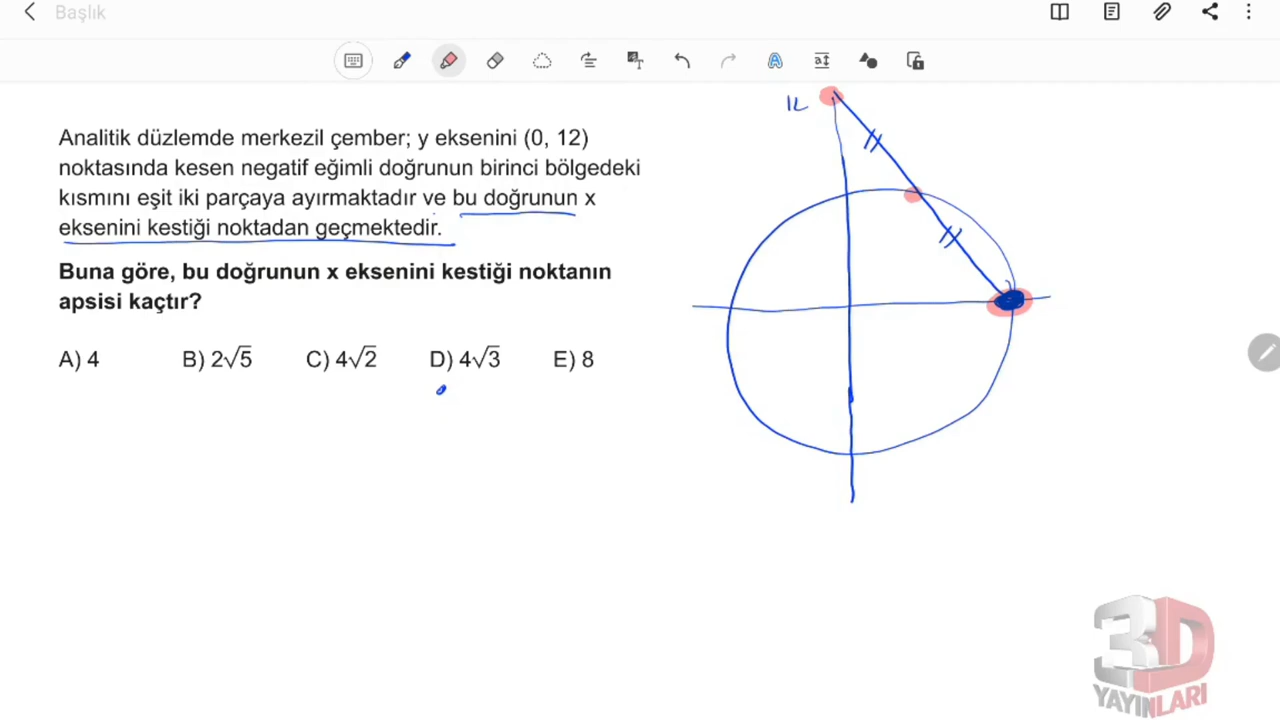 Başlık
Analitik düzlemde merkezil çember; y eksenini (0, 12)
noktasında kesen negatif eğimli doğrunun birinci bölgedeki
kısmını eşit iki parçaya ayırmaktadır ve bu doğrunun x
eksenini kestiği noktadan geçmektedir.
Buna göre, bu doğrunun x eksenini kestiği noktanın
apsisi kaçtır?
A) 4 B) 2√5 C) 4√2 D) 4√3 E) 8
12
3D
YAYINLARI